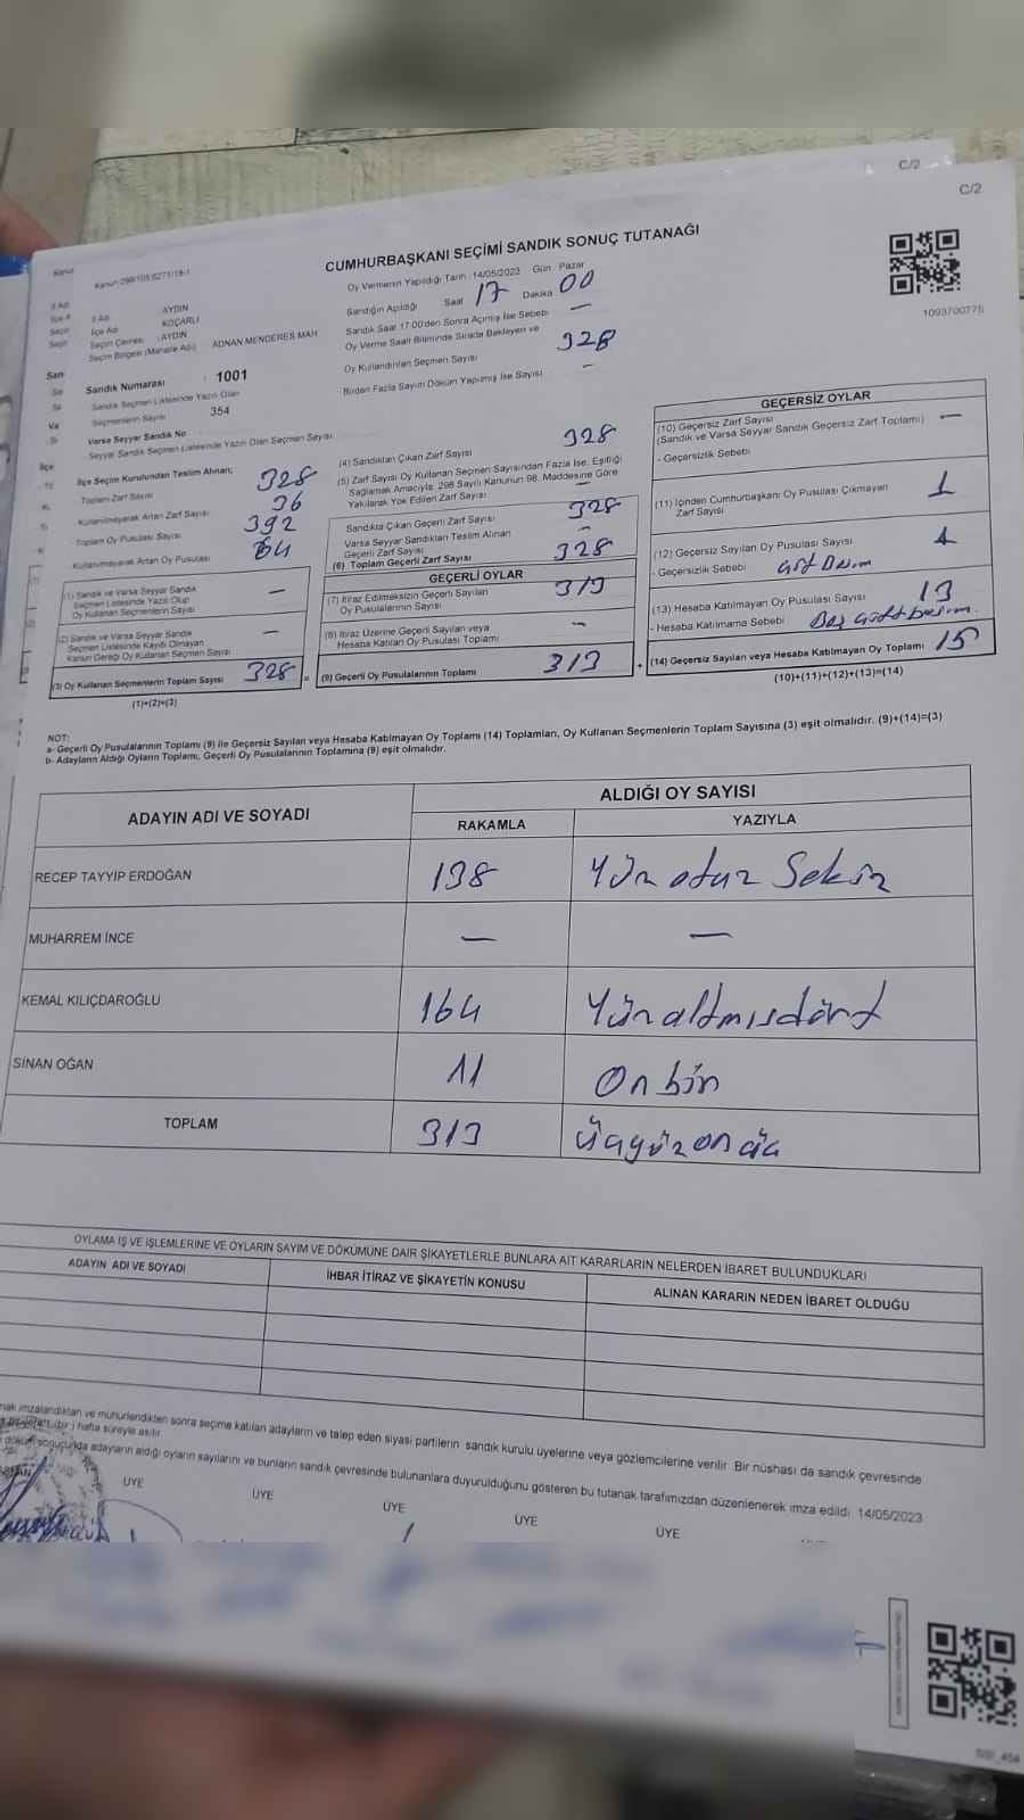 C/2
C/2
Kanun
Kanun 298/105 6271/18-1
CUMHURBAŞKANI SEÇİMİ SANDIK SONUÇ TUTANAĞI
1093700775
İl Adı AYDIN
İlçe Adı KOÇARLI
Seçim Çevresi AYDIN
Seçim Bölgesi (Mahalle Adı) ADNAN MENDERES MAH
Sandık Numarası : 1001
Sandık Seçmen Listesinde Yazılı Olan
Seçmenlerin Sayısı 354
Varsa Seyyar Sandık No
Seyyar Sandık Seçmen Listesinde Yazılı Olan Seçmen Sayısı
İlçe Seçim Kurulundan Teslim Alınan;
Toplam Zarf Sayısı 328
Kullanılmayarak Artan Zarf Sayısı 36
Toplam Oy Pusulası Sayısı 392
Kullanılmayarak Artan Oy Pusulası 64
(1) Sandık ve Varsa Seyyar Sandık
Seçmen Listesinde Yazılı Olup
Oy Kullanan Seçmenlerin Sayısı —
(2) Sandık ve Varsa Seyyar Sandık
Seçmen Listesinde Kayıtlı Olmayan
Kanun Gereği Oy Kullanan Seçmen Sayısı —
(3) Oy Kullanan Seçmenlerin Toplam Sayısı 328
(1)+(2)=(3)
Oy Vermenin Yapıldığı Tarih : 14/05/2023 Gün : Pazar
Sandığın Açıldığı Saat 17 Dakika 00
Sandık Saat 17:00'den Sonra Açılmış İse Sebebi —
Oy Verme Saati Bitiminde Sırada Bekleyen ve
Oy Kullandırılan Seçmen Sayısı 328
Birden Fazla Sayım Döküm Yapılmış İse Sayısı —
(4) Sandıktan Çıkan Zarf Sayısı 328
(5) Zarf Sayısı Oy Kullanan Seçmen Sayısından Fazla İse, Eşitliği
Sağlamak Amacıyla, 298 Sayılı Kanunun 98. Maddesine Göre
Yakılarak Yok Edilen Zarf Sayısı —
Sandıkta Çıkan Geçerli Zarf Sayısı 328
Varsa Seyyar Sandıktan Teslim Alınan
Geçerli Zarf Sayısı —
(6) Toplam Geçerli Zarf Sayısı 328
GEÇERLİ OYLAR
(7) İtiraz Edilmeksizin Geçerli Sayılan
Oy Pusulalarının Sayısı 313
(8) İtiraz Üzerine Geçerli Sayılan veya
Hesaba Katılan Oy Pusulası Toplamı —
(9) Geçerli Oy Pusulalarının Toplamı 313
GEÇERSİZ OYLAR
(10) Geçersiz Zarf Sayısı
(Sandık ve Varsa Seyyar Sandık Geçersiz Zarf Toplamı) —
- Geçersizlik Sebebi
(11) İçinden Cumhurbaşkanı Oy Pusulası Çıkmayan
Zarf Sayısı 1
(12) Geçersiz Sayılan Oy Pusulası Sayısı 1
- Geçersizlik Sebebi
(13) Hesaba Katılmayan Oy Pusulası Sayısı 13
- Hesaba Katılmama Sebebi
(14) Geçersiz Sayılan veya Hesaba Katılmayan Oy Toplamı 15
(10)+(11)+(12)+(13)=(14)
NOT:
a- Geçerli Oy Pusulalarının Toplamı (9) ile Geçersiz Sayılan veya Hesaba Katılmayan Oy Toplamı (14) Toplamları, Oy Kullanan Seçmenlerin Toplam Sayısına (3) eşit olmalıdır. (9)+(14)=(3)
b- Adayların Aldığı Oyların Toplamı, Geçerli Oy Pusulalarının Toplamına (9) eşit olmalıdır.
ADAYIN ADI VE SOYADI ALDIĞI OY SAYISI
RAKAMLA YAZIYLA
RECEP TAYYIP ERDOĞAN 138 Yüz otuz Sekiz
MUHARREM İNCE — —
KEMAL KILIÇDAROĞLU 164 Yüzaltmışdört
SİNAN OĞAN 11 On bir
TOPLAM 313 Üçyüzonüç
OYLAMA İŞ VE İŞLEMLERİNE VE OYLARIN SAYIM VE DÖKÜMÜNE DAİR ŞİKAYETLERLE BUNLARA AİT KARARLARIN NELERDEN İBARET BULUNDUKLARI
ADAYIN ADI VE SOYADI İHBAR İTİRAZ VE ŞİKAYETİN KONUSU ALINAN KARARIN NEDEN İBARET OLDUĞU
imzalandıktan ve mühürlendikten sonra seçime katılan adayların ve talep eden siyasi partilerin sandık kurulu üyelerine veya gözlemcilerine verilir. Bir nüshası da sandık çevresinde
(bir) hafta süreyle asılır.
döküm sonucunda adayların aldığı oyların sayılarını ve bunların sandık çevresinde bulunanlara duyurulduğunu gösteren bu tutanak tarafımızdan düzenlenerek imza edildi. 14/05/2023
ÜYE ÜYE ÜYE ÜYE ÜYE